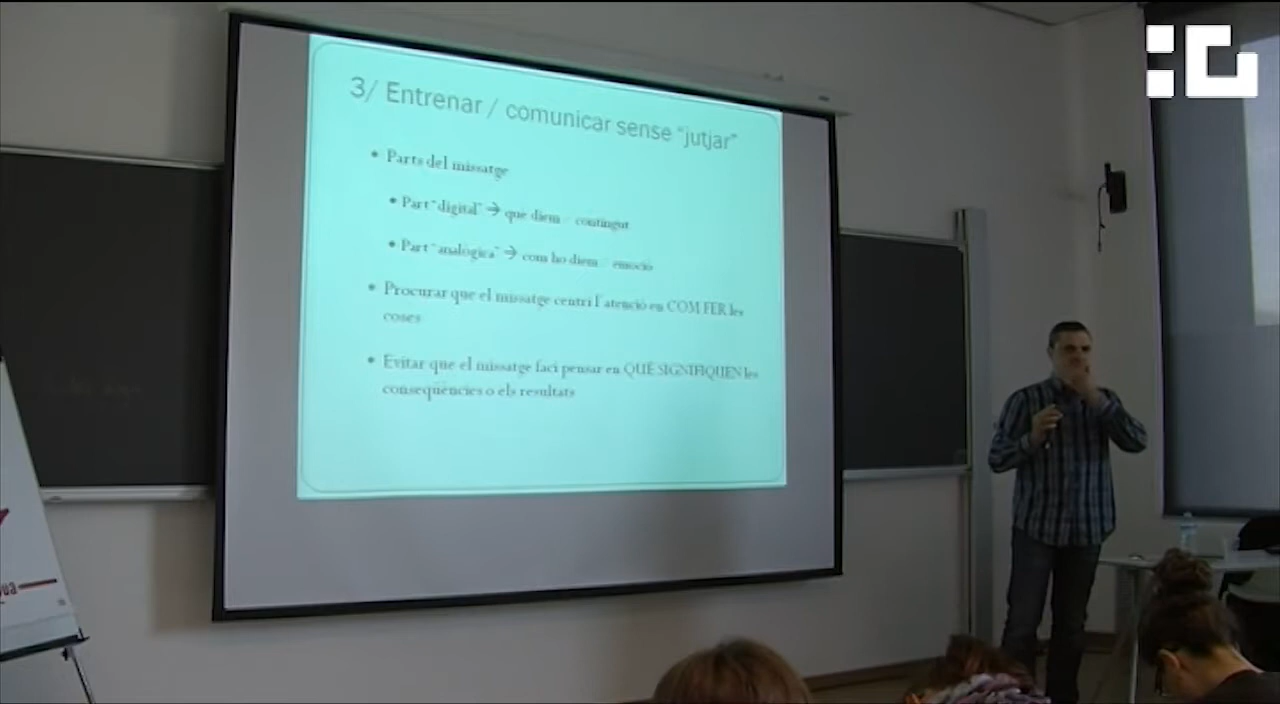 3/ Entrenar / comunicar sense “jutjar”
• Parts del missatge
• Part “digital” → què diem / contingut
• Part “analògica” → com ho diem / emoció
• Procurar que el missatge centri l´atenció en COM FER les
coses
• Evitar que el missatge faci pensar en QUÈ SIGNIFIQUEN les
conseqüències o els resultats